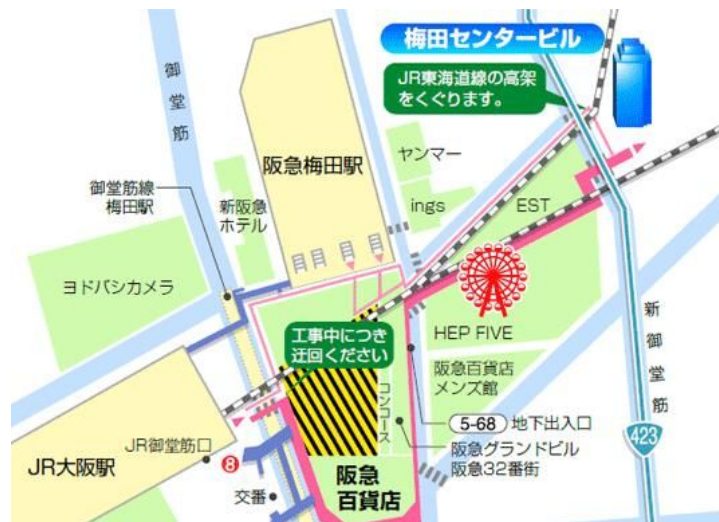 梅田センタービル
JR東海道線の高架
をくぐります。
御堂筋
阪急梅田駅
ヤンマー
ings
EST
御堂筋線
梅田駅
新阪急
ホテル
ヨドバシカメラ
工事中につき
迂回ください
HEP FIVE
阪急百貨店
メンズ館
新御堂筋
423
コンコース
5-68 地下出入口
阪急グランドビル
阪急32番街
JR御堂筋口
JR大阪駅
8
交番
阪急
百貨店